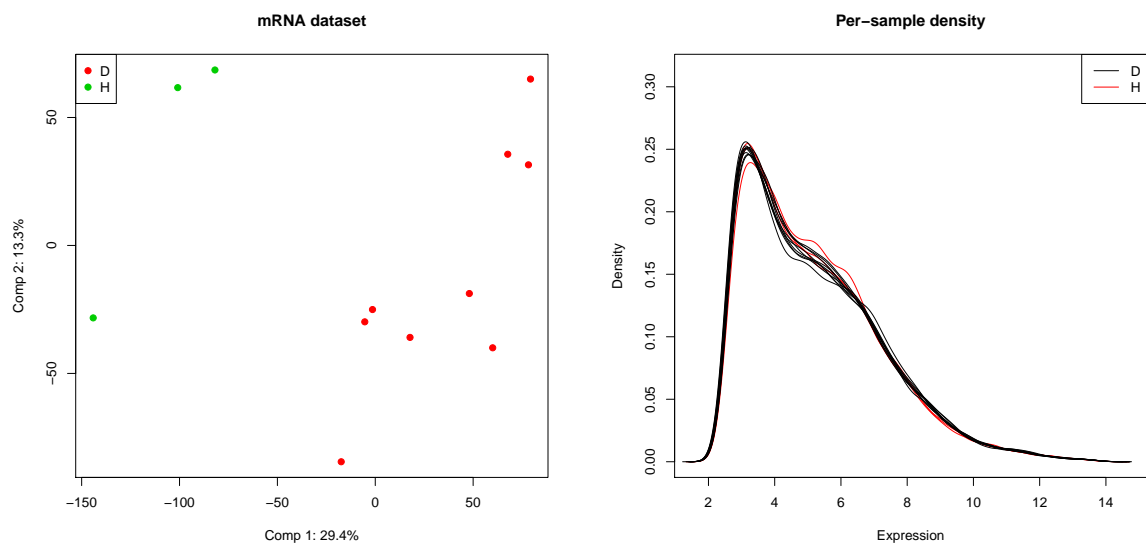 mRNA dataset
D
H
50
0
−50
Comp 2: 13.3%
−150
−100
−50
0
50
Comp 1: 29.4%
Per−sample density
D
H
0.30
0.25
0.20
0.15
0.10
0.05
0.00
Density
2
4
6
8
10
12
14
Expression